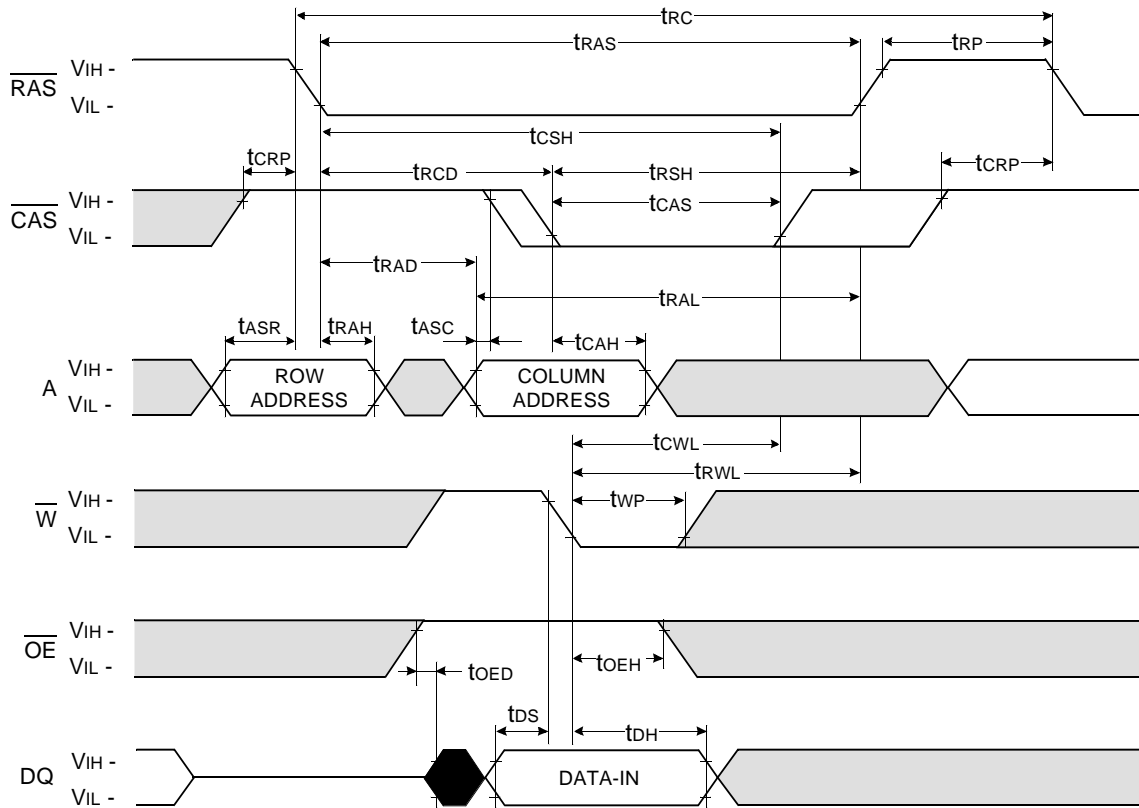 tRC
tRAS
tRP
RAS
VIH -
VIL -
tCSH
tCRP
tRCD
tRSH
tCRP
CAS
VIH -
VIL -
tCAS
tRAD
tRAL
tASR
tRAH
tASC
tCAH
A
VIH -
VIL -
ROW
ADDRESS
COLUMN
ADDRESS
tCWL
tRWL
W
VIH -
VIL -
tWP
OE
VIH -
VIL -
tOED
tOEH
tDS
tDH
DQ
VIH -
VIL -
DATA-IN